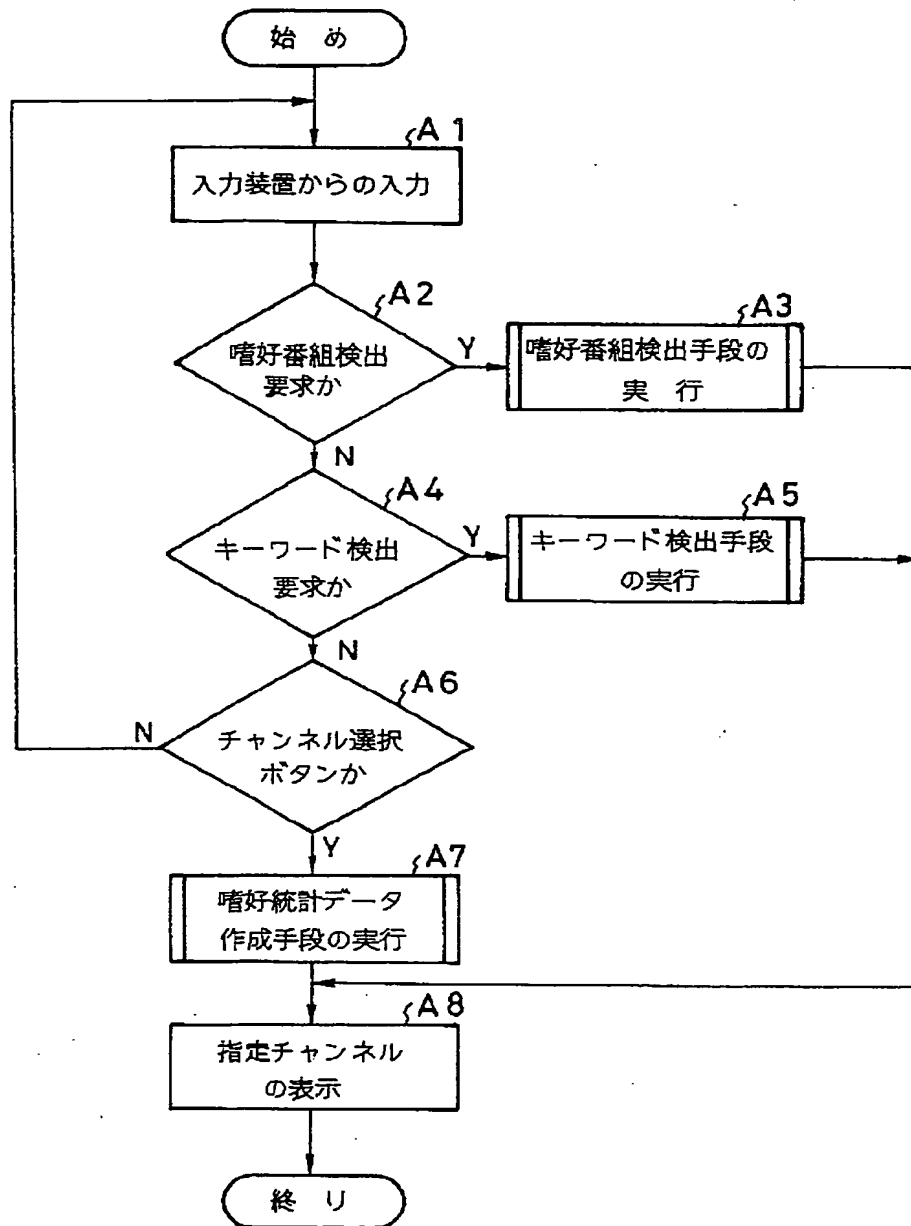 始 め
A1
入力装置からの入力
A2
嗜好番組検出
要求か
Y
A3
嗜好番組検出手段の
実 行
N
A4
キーワード検出
要求か
Y
A5
キーワード検出手段
の実行
N
A6
チャンネル選択
ボタンか
N
Y
A7
嗜好統計データ
作成手段の実行
A8
指定チャンネル
の表示
終 り